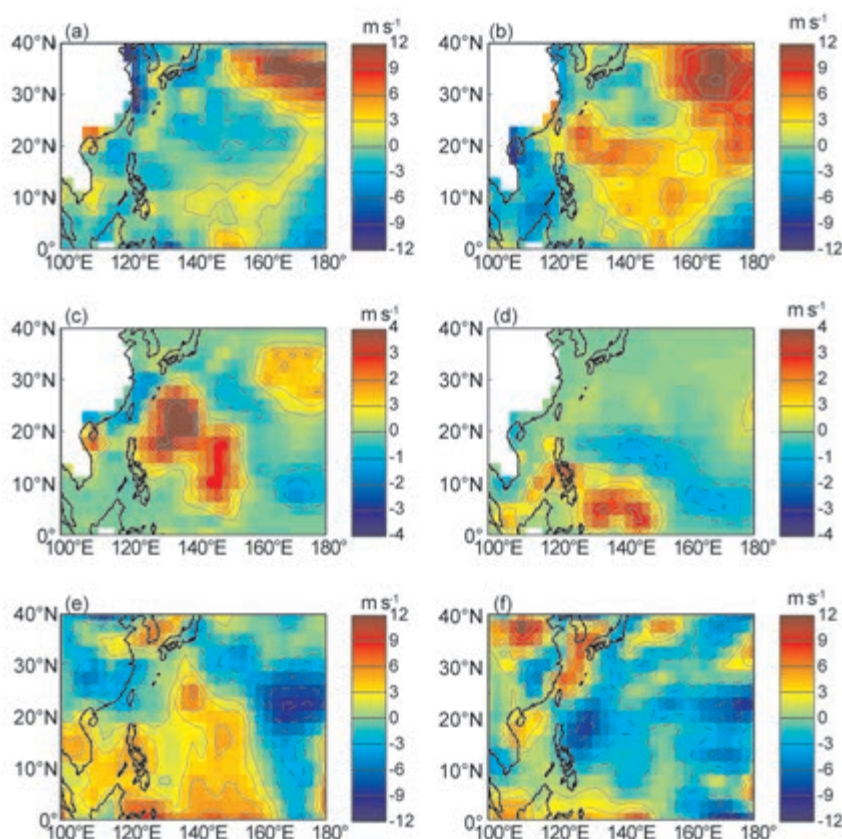 (a) m s⁻¹ (b) m s⁻¹
40°N 12 40°N 12
9 9
30°N 6 30°N 6
3 3
20°N 0 20°N 0
-3 -3
10°N -6 10°N -6
-9 -9
0° -12 0° -12
100°E 120°E 140°E 160°E 180° 100°E 120°E 140°E 160°E 180°
(c) m s⁻¹ (d) m s⁻¹
40°N 4 40°N 4
3 3
30°N 2 30°N 2
3 3
20°N 0 20°N 0
-1 -1
10°N -2 10°N -2
-3 -3
0° -4 0° -4
100°E 120°E 140°E 160°E 180° 100°E 120°E 140°E 160°E 180°
(e) m s⁻¹ (f) m s⁻¹
40°N 12 40°N 12
9 9
30°N 6 30°N 6
3 3
20°N 0 20°N 0
-3 -3
10°N -6 10°N -6
-9 -9
0° -12 0° -12
100°E 120°E 140°E 160°E 180° 100°E 120°E 140°E 160°E 180°